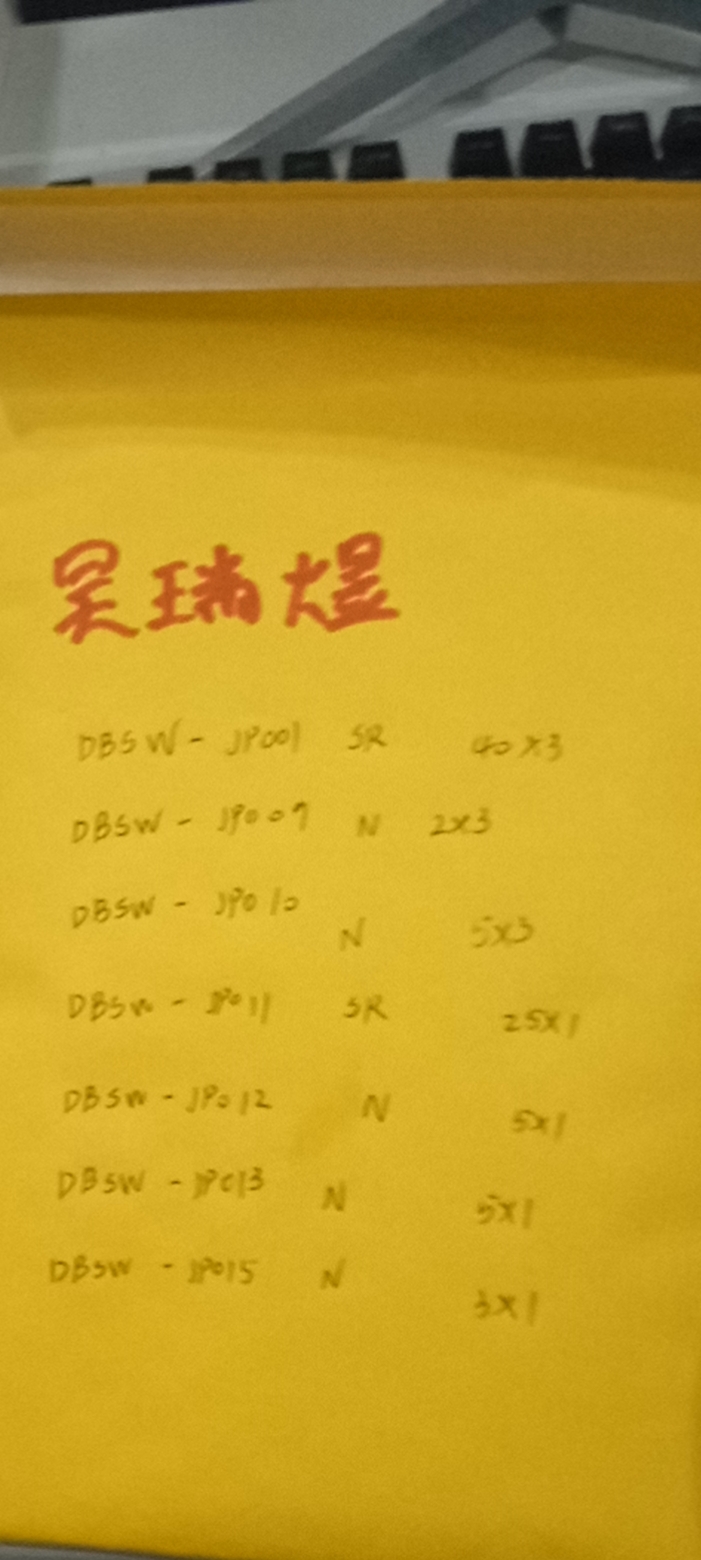 吴瑞煜
DBSW - JP001 SR 40x3
DBSW - JP009 N 2x3
DBSW - JP010 N 5x3
DBSW - JP011 SR 25x1
DBSW - JP012 N 5x1
DBSW - JP013 N 5x1
DBSW - JP015 N 3x1